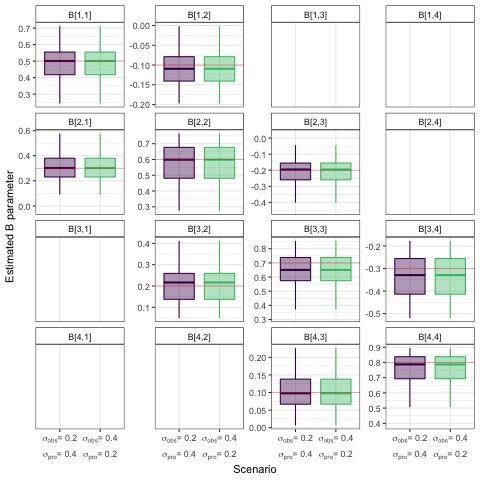 B[1,1] B[1,2] B[1,3] B[1,4]
0.7 0.00
0.6 -0.05
0.5 -0.10
0.4 -0.15
0.3 -0.20
B[2,1] B[2,2] B[2,3] B[2,4]
0.6 0.7 0.0
0.4 0.6 -0.1
0.2 0.5 -0.2
0.0 0.4 -0.3
0.3 -0.4
Estimated B parameter
B[3,1] B[3,2] B[3,3] B[3,4]
0.4 0.8 -0.2
0.3 0.7 -0.3
0.2 0.6 -0.4
0.1 0.5 -0.5
0.4
0.3
B[4,1] B[4,2] B[4,3] B[4,4]
0.20 0.9
0.15 0.8
0.10 0.7
0.05 0.6
0.00 0.5
0.4
σobs= 0.2 σobs= 0.4 σobs= 0.2 σobs= 0.4 σobs= 0.2 σobs= 0.4 σobs= 0.2 σobs= 0.4
σpro= 0.4 σpro= 0.2 σpro= 0.4 σpro= 0.2 σpro= 0.4 σpro= 0.2 σpro= 0.4 σpro= 0.2
Scenario